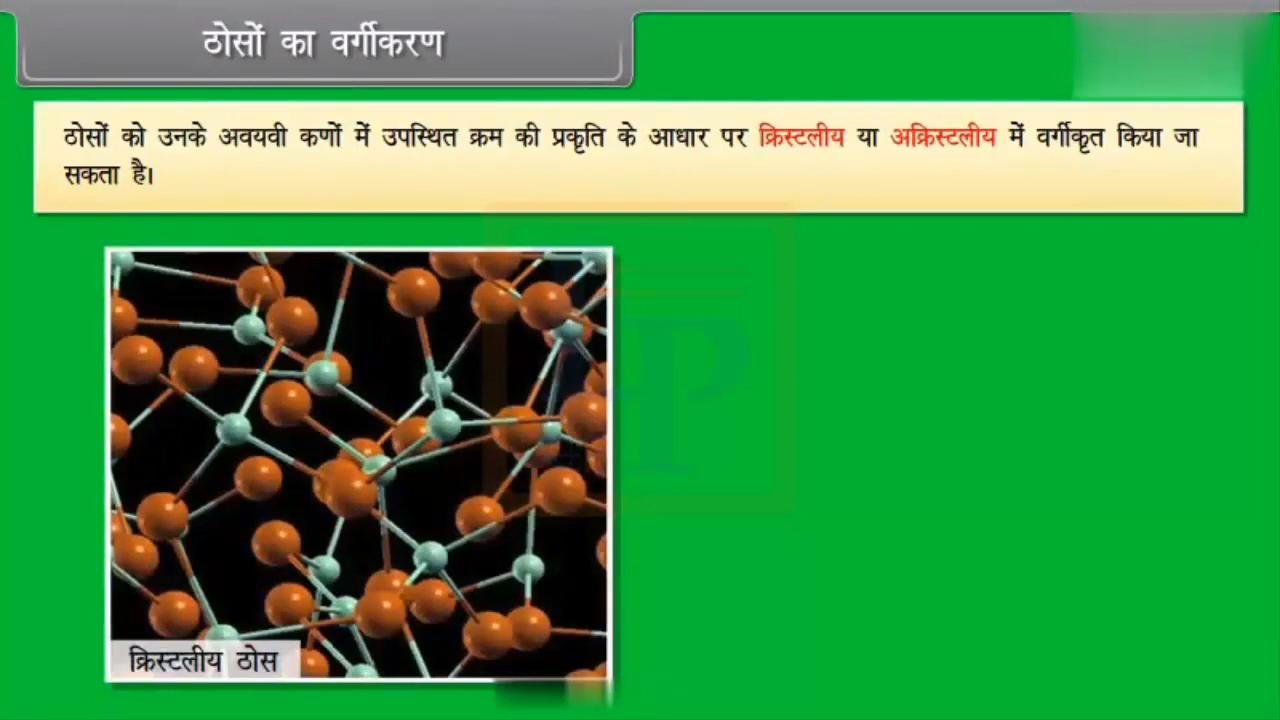 ठोसों का वर्गीकरण
ठोसों को उनके अवयवी कणों में उपस्थित क्रम की प्रकृति के आधार पर क्रिस्टलीय या अक्रिस्टलीय में वर्गीकृत किया जा
सकता है।
क्रिस्टलीय ठोस